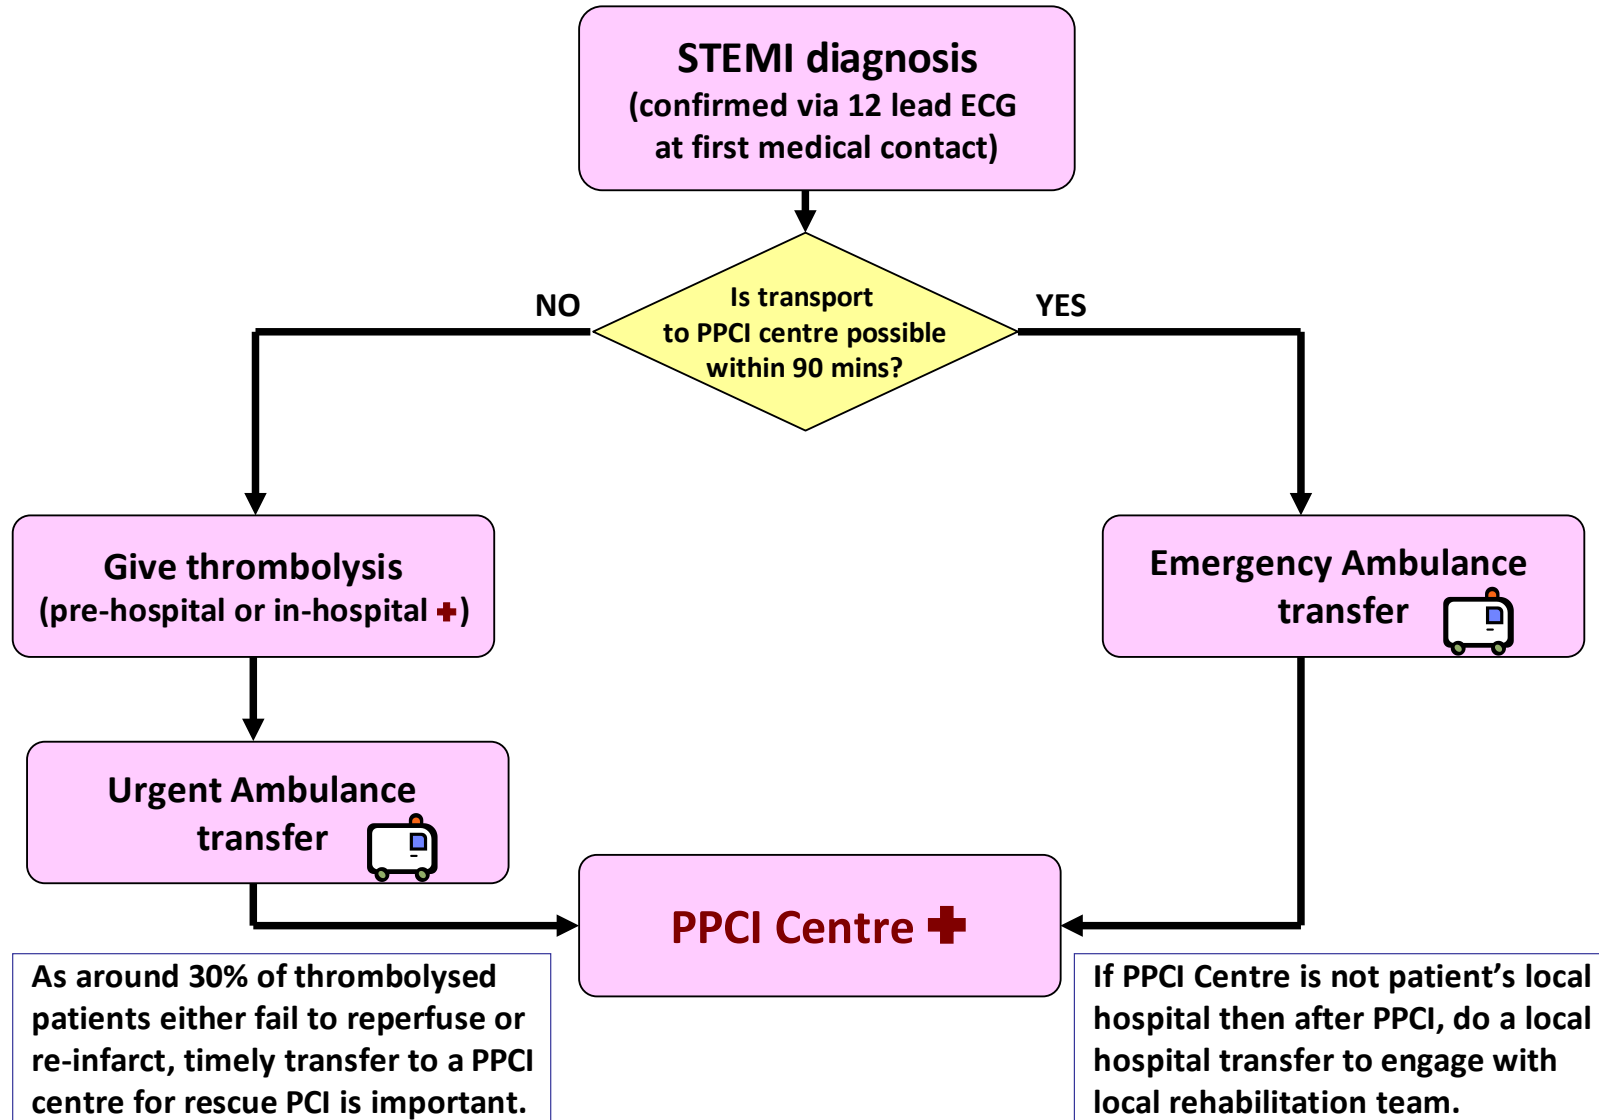 STEMI diagnosis
(confirmed via 12 lead ECG
at first medical contact)
NO
YES
Is transport
to PPCI centre possible
within 90 mins?
Give thrombolysis
(pre-hospital or in-hospital ✚)
Emergency Ambulance
transfer
Urgent Ambulance
transfer
PPCI Centre ✚
As around 30% of thrombolysed
patients either fail to reperfuse or
re-infarct, timely transfer to a PPCI
centre for rescue PCI is important.
If PPCI Centre is not patient’s local
hospital then after PPCI, do a local
hospital transfer to engage with
local rehabilitation team.